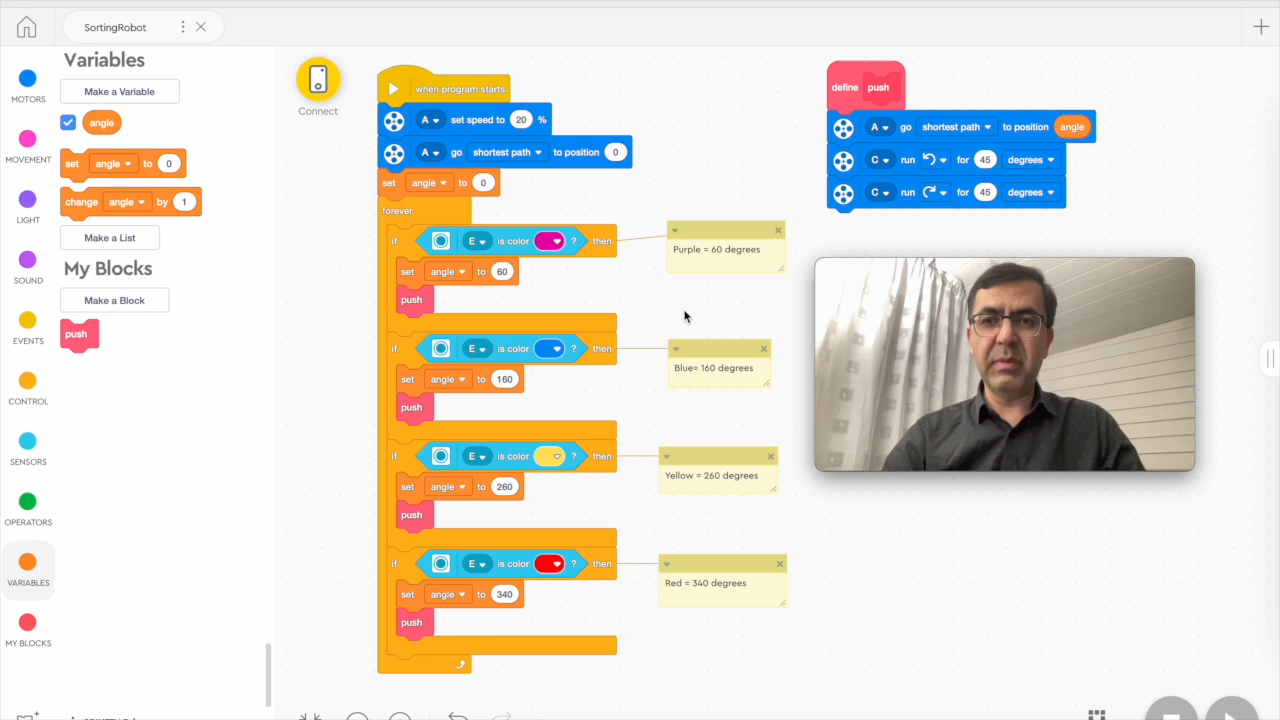 SortingRobot
Variables
Make a Variable
angle
set angle to 0
change angle by 1
Make a List
My Blocks
Make a Block
push
MOTORS
MOVEMENT
LIGHT
SOUND
EVENTS
CONTROL
SENSORS
OPERATORS
VARIABLES
MY BLOCKS
Connect
when program starts
A set speed to 20 %
A go shortest path to position 0
set angle to 0
forever
if E is color ? then
set angle to 60
push
if E is color ? then
set angle to 160
push
if E is color ? then
set angle to 260
push
if E is color ? then
set angle to 340
push
Purple = 60 degrees
Blue= 160 degrees
Yellow = 260 degrees
Red = 340 degrees
define push
A go shortest path to position angle
C run for 45 degrees
C run for 45 degrees